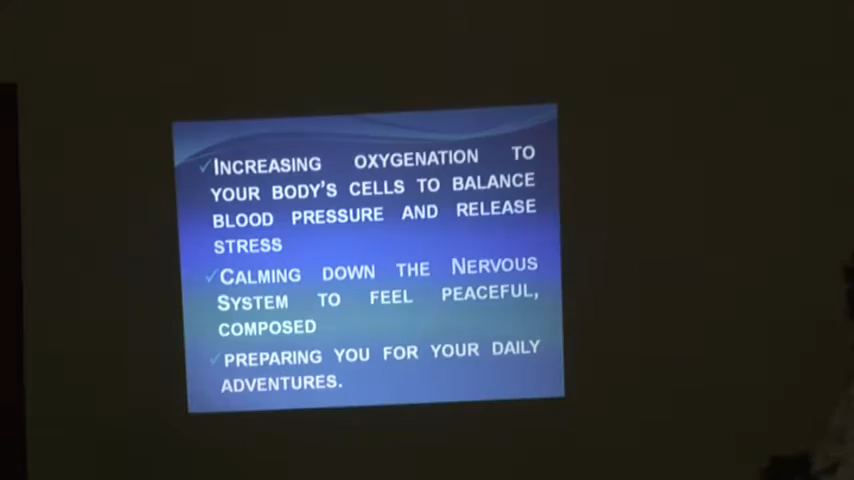 ✓INCREASING OXYGENATION TO
YOUR BODY'S CELLS TO BALANCE
BLOOD PRESSURE AND RELEASE
STRESS
✓CALMING DOWN THE NERVOUS
SYSTEM TO FEEL PEACEFUL,
COMPOSED
✓PREPARING YOU FOR YOUR DAILY
ADVENTURES.